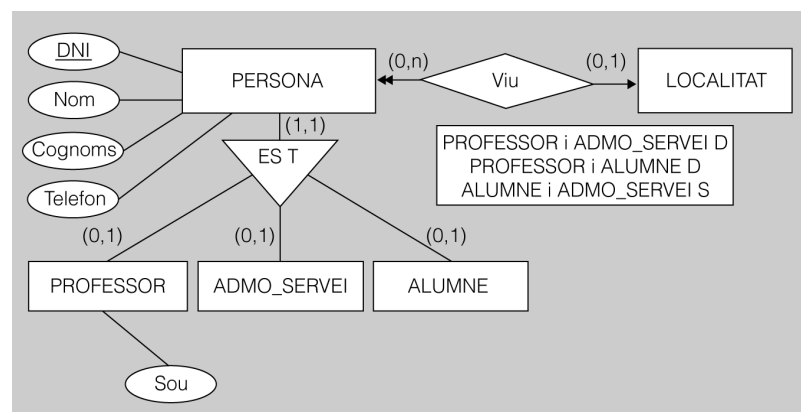 DNI
Nom
Cognoms
Telefon
PERSONA
(0,n)
Viu
(0,1)
LOCALITAT
(1,1)
ES T
PROFESSOR i ADMO_SERVEI D
PROFESSOR i ALUMNE D
ALUMNE i ADMO_SERVEI S
(0,1)
(0,1)
(0,1)
PROFESSOR
ADMO_SERVEI
ALUMNE
Sou